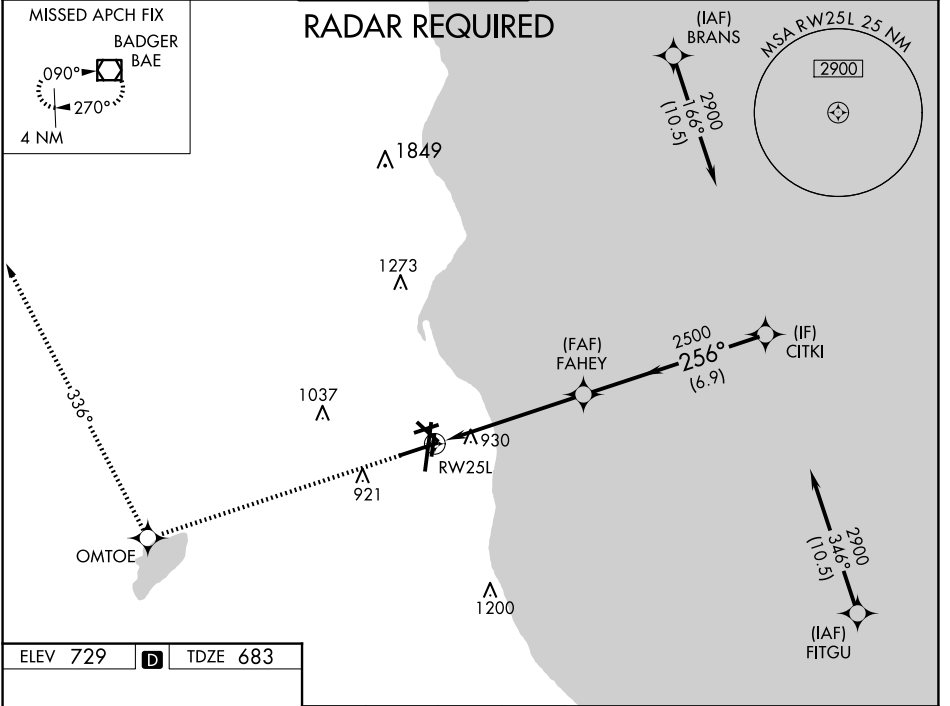 MISSED APCH FIX
BADGER
BAE
090°
270°
4 NM
RADAR REQUIRED
(IAF)
BRANS
2900
166°
(10.5)
MSA RW25L 25 NM
2900
1849
1273
(FAF)
FAHEY
2500
256°
(6.9)
(IF)
CITKI
336°
1037
930
RW25L
921
OMTOE
1200
2900
346°
(10.5)
(IAF)
FITGU
ELEV 729 D TDZE 683